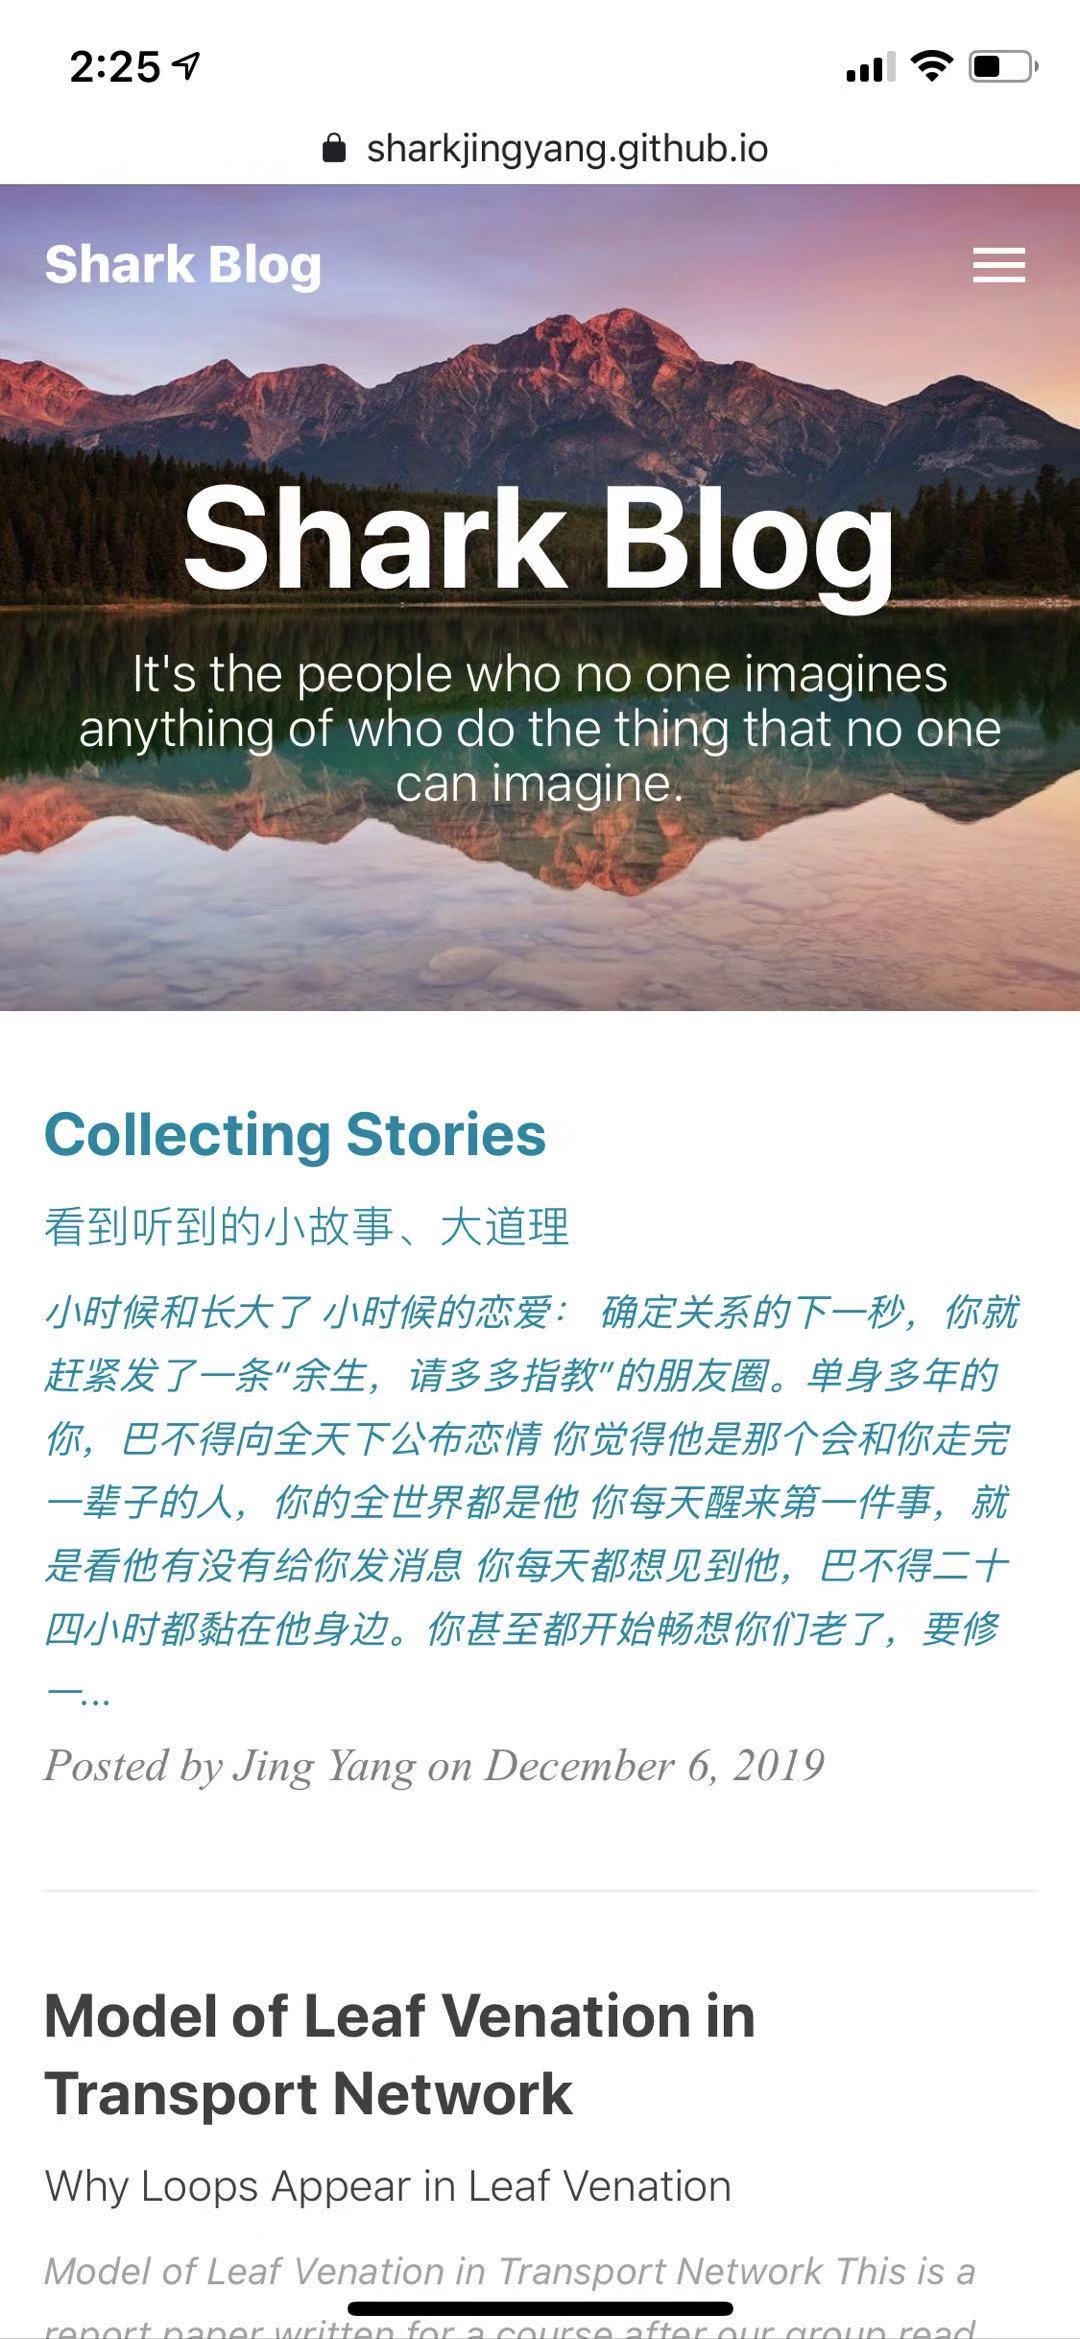 2:25
sharkjingyang.github.io
Shark Blog
Shark Blog
It's the people who no one imagines
anything of who do the thing that no one
can imagine.
Collecting Stories
看到听到的小故事、大道理
小时候和长大了 小时候的恋爱： 确定关系的下一秒，你就
赶紧发了一条“余生，请多多指教”的朋友圈。单身多年的
你，巴不得向全天下公布恋情 你觉得他是那个会和你走完
一辈子的人，你的全世界都是他 你每天醒来第一件事，就
是看他有没有给你发消息 你每天都想见到他，巴不得二十
四小时都黏在他身边。你甚至都开始畅想你们老了，要修
一...
Posted by Jing Yang on December 6, 2019
Model of Leaf Venation in
Transport Network
Why Loops Appear in Leaf Venation
Model of Leaf Venation in Transport Network This is a
report paper written for a course after our group read